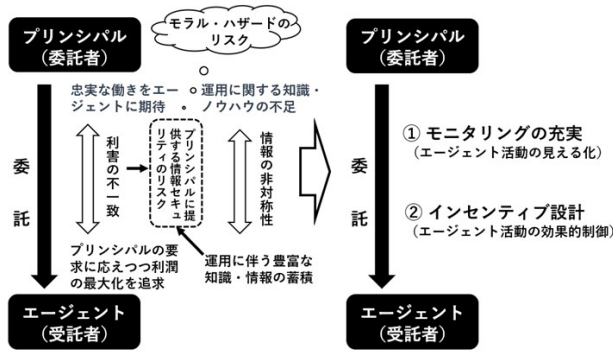 モラル・ハザードの
リスク
プリンシパル
（委託者）
忠実な働きをエー
ジェントに期待
運用に関する知識・
ノウハウの不足
委
託
利害の不一致
プリンシパルに提
供する情報セキュ
リティのリスク
情報の非対称性
プリンシパルの要
求に応えつつ利潤
の最大化を追求
運用に伴う豊富な
知識・情報の蓄積
エージェント
（受託者）
プリンシパル
（委託者）
委
託
① モニタリングの充実
（エージェント活動の見える化）
② インセンティブ設計
（エージェント活動の効果的制御）
エージェント
（受託者）